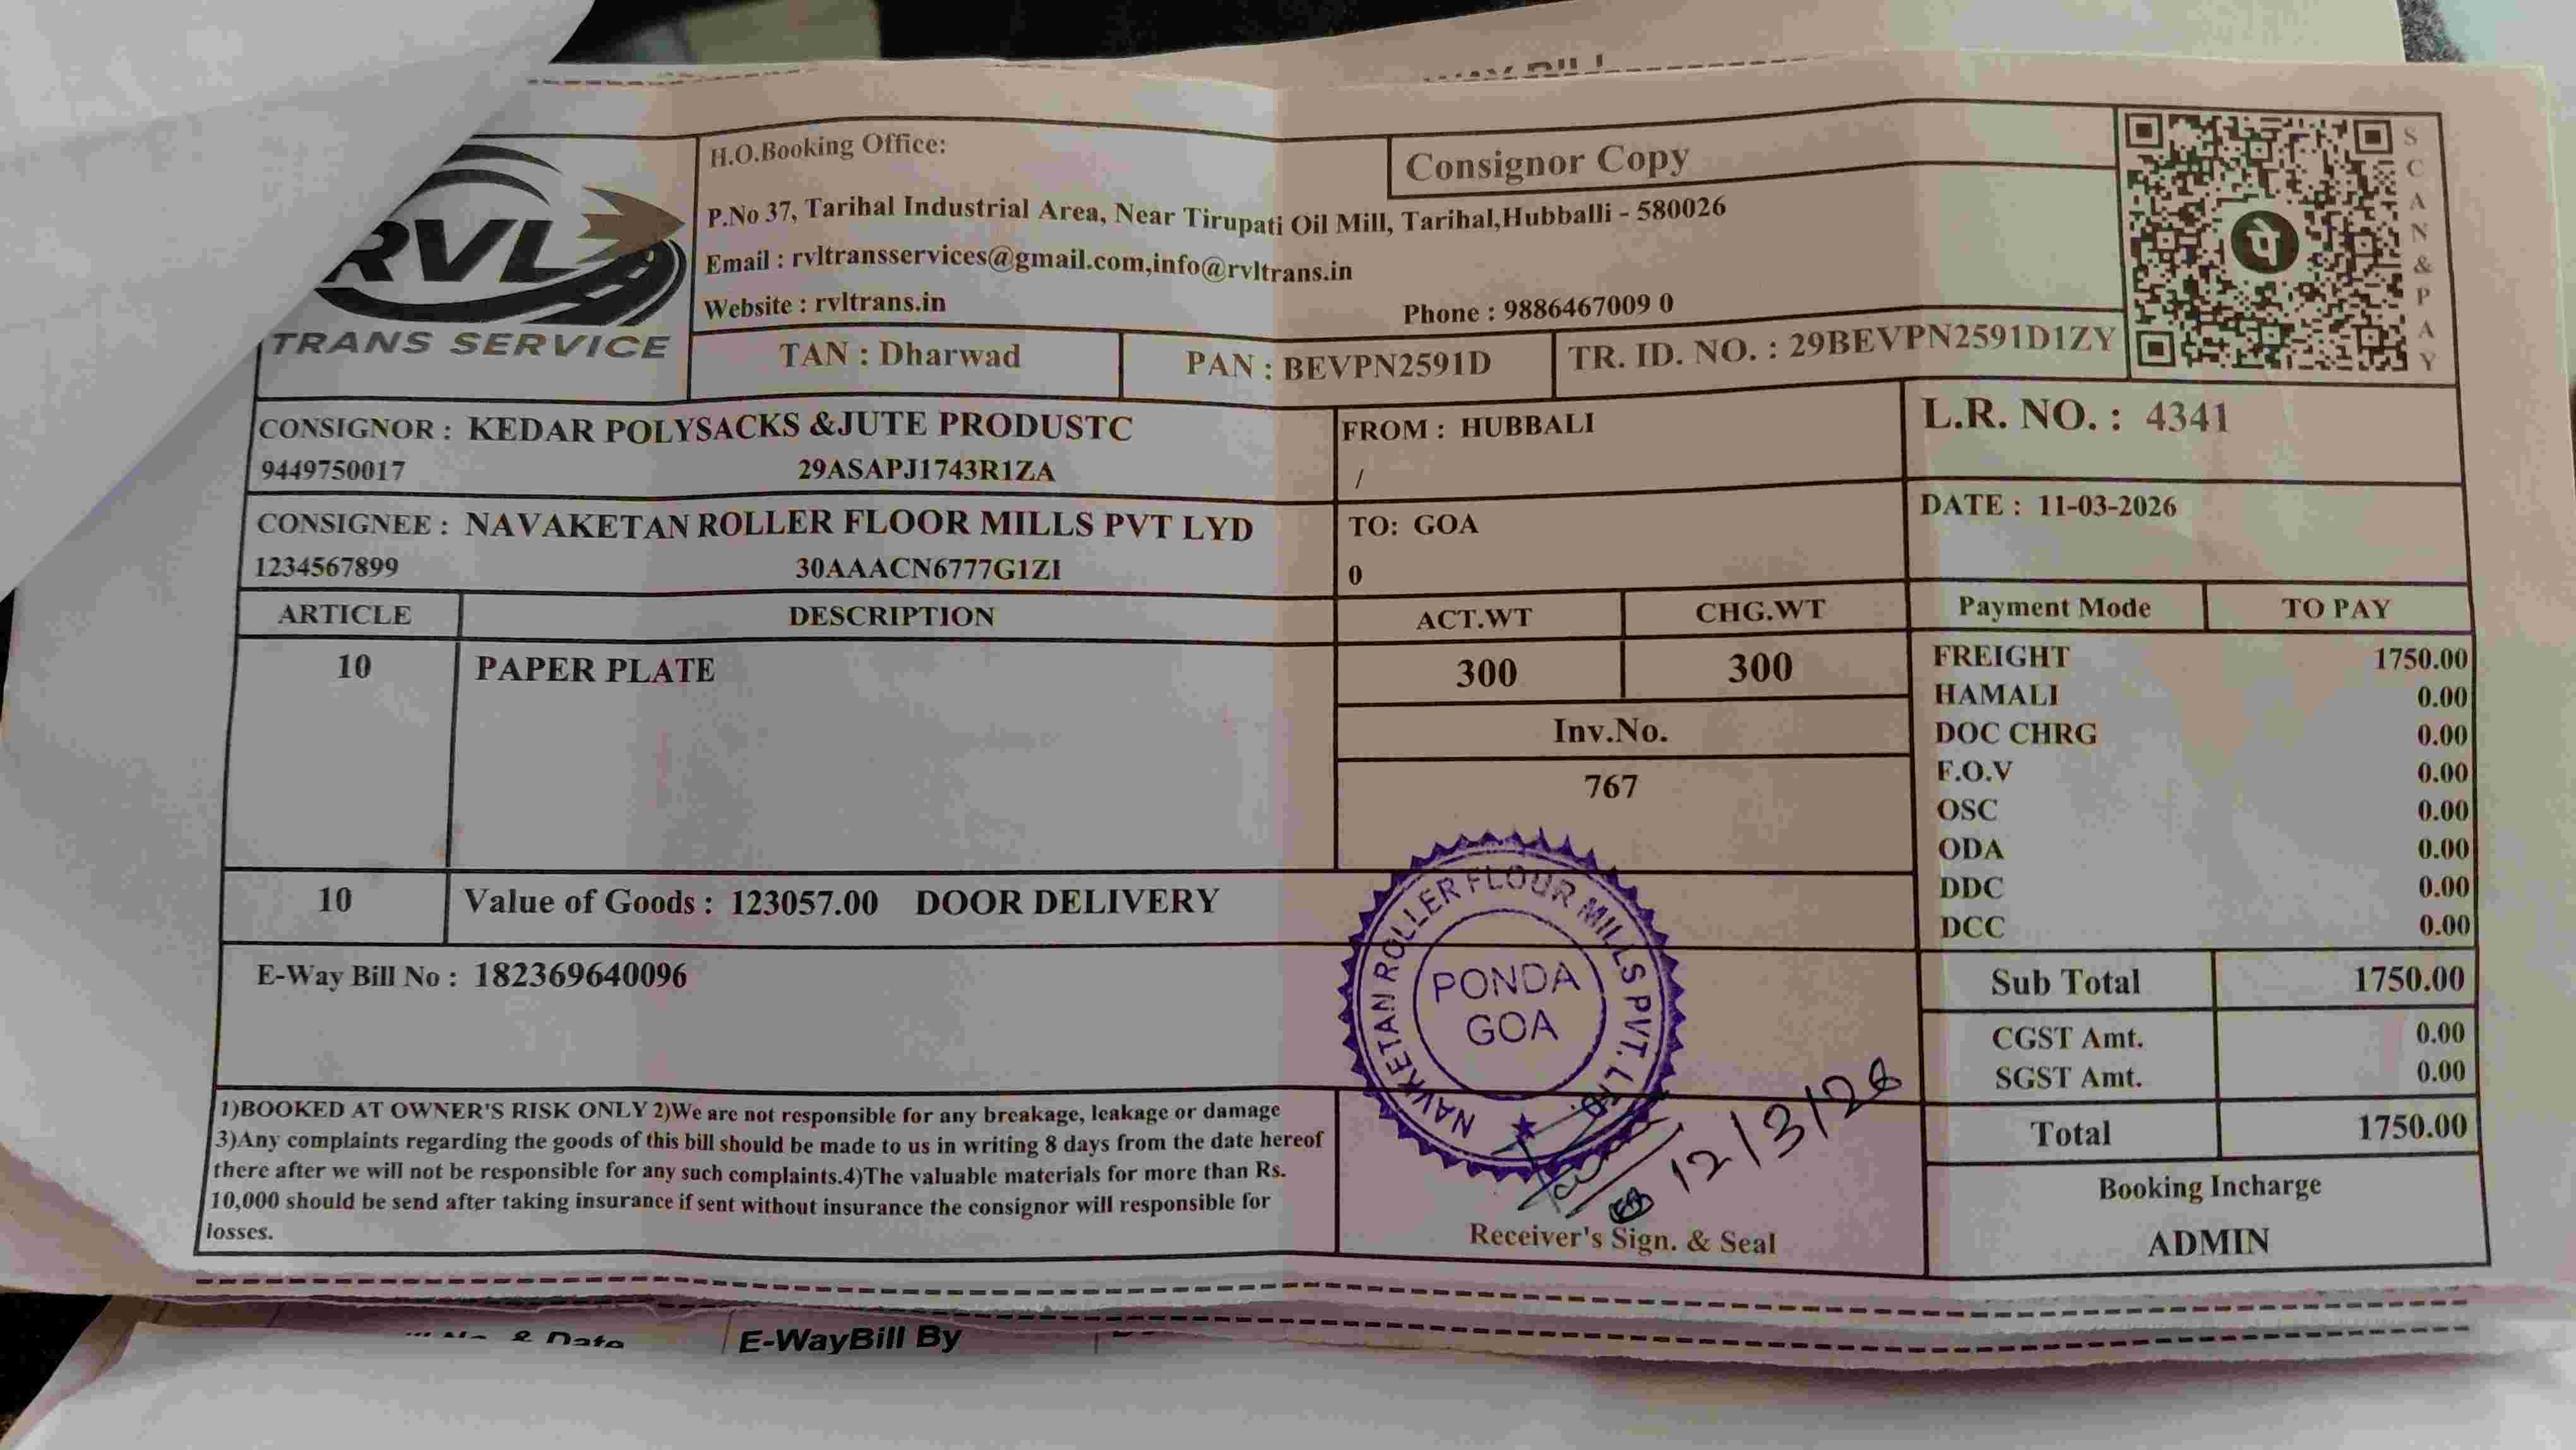 RVL
TRANS SERVICE
H.O.Booking Office:
Consignor Copy
P.No 37, Tarihal Industrial Area, Near Tirupati Oil Mill, Tarihal,Hubballi - 580026
Email : rvltransservices@gmail.com,info@rvltrans.in
Website : rvltrans.in
Phone : 9886467009 0
TAN : Dharwad
PAN : BEVPN2591D
TR. ID. NO. : 29BEVPN2591D1ZY
पे
SCAN&PAY
CONSIGNOR : KEDAR POLYSACKS &JUTE PRODUSTC
9449750017 29ASAPJ1743R1ZA
FROM : HUBBALI
/
L.R. NO. : 4341
CONSIGNEE : NAVAKETAN ROLLER FLOOR MILLS PVT LYD
1234567899 30AAACN6777G1ZI
TO: GOA
0
DATE : 11-03-2026
ARTICLE DESCRIPTION ACT.WT CHG.WT
10 PAPER PLATE 300 300
Inv.No.
767
Payment Mode TO PAY
FREIGHT 1750.00
HAMALI 0.00
DOC CHRG 0.00
F.O.V 0.00
OSC 0.00
ODA 0.00
DDC 0.00
DCC 0.00
10 Value of Goods : 123057.00 DOOR DELIVERY
E-Way Bill No : 182369640096
Sub Total 1750.00
CGST Amt. 0.00
SGST Amt. 0.00
Total 1750.00
Booking Incharge
ADMIN
1)BOOKED AT OWNER'S RISK ONLY 2)We are not responsible for any breakage, leakage or damage
3)Any complaints regarding the goods of this bill should be made to us in writing 8 days from the date hereof
there after we will not be responsible for any such complaints.4)The valuable materials for more than Rs.
10,000 should be send after taking insurance if sent without insurance the consignor will responsible for
losses.
NAVKETAN ROLLER FLOUR MILLS PVT. LTD.
PONDA
GOA
12/3/26
Receiver's Sign. & Seal
& Date
E-WayBill By